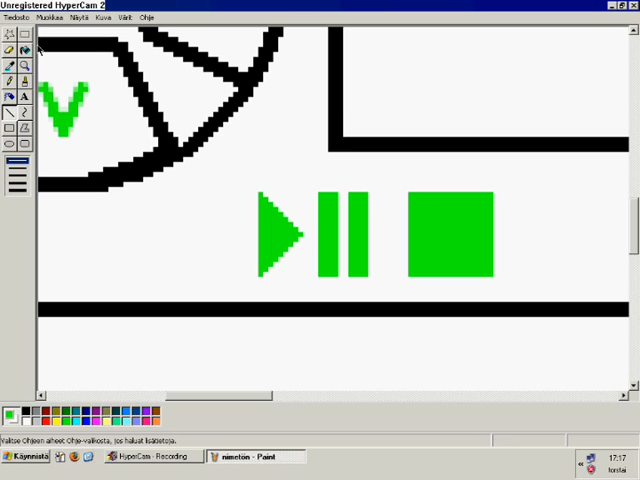 Unregistered HyperCam 2
Tiedosto Muokkaa Näytä Kuva Värit Ohje
A
V
Valitse Ohjeen aiheet Ohje-valikosta, jos haluat lisätietoja.
Käynnistä HyperCam - Recording nimetön - Paint « 17:17
torstai